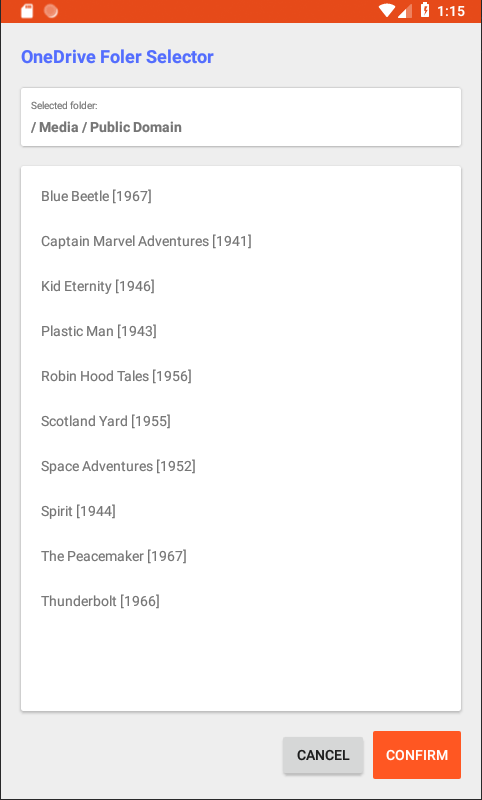 1:15
OneDrive Foler Selector
Selected folder:
/ Media / Public Domain
Blue Beetle [1967]
Captain Marvel Adventures [1941]
Kid Eternity [1946]
Plastic Man [1943]
Robin Hood Tales [1956]
Scotland Yard [1955]
Space Adventures [1952]
Spirit [1944]
The Peacemaker [1967]
Thunderbolt [1966]
CANCEL CONFIRM